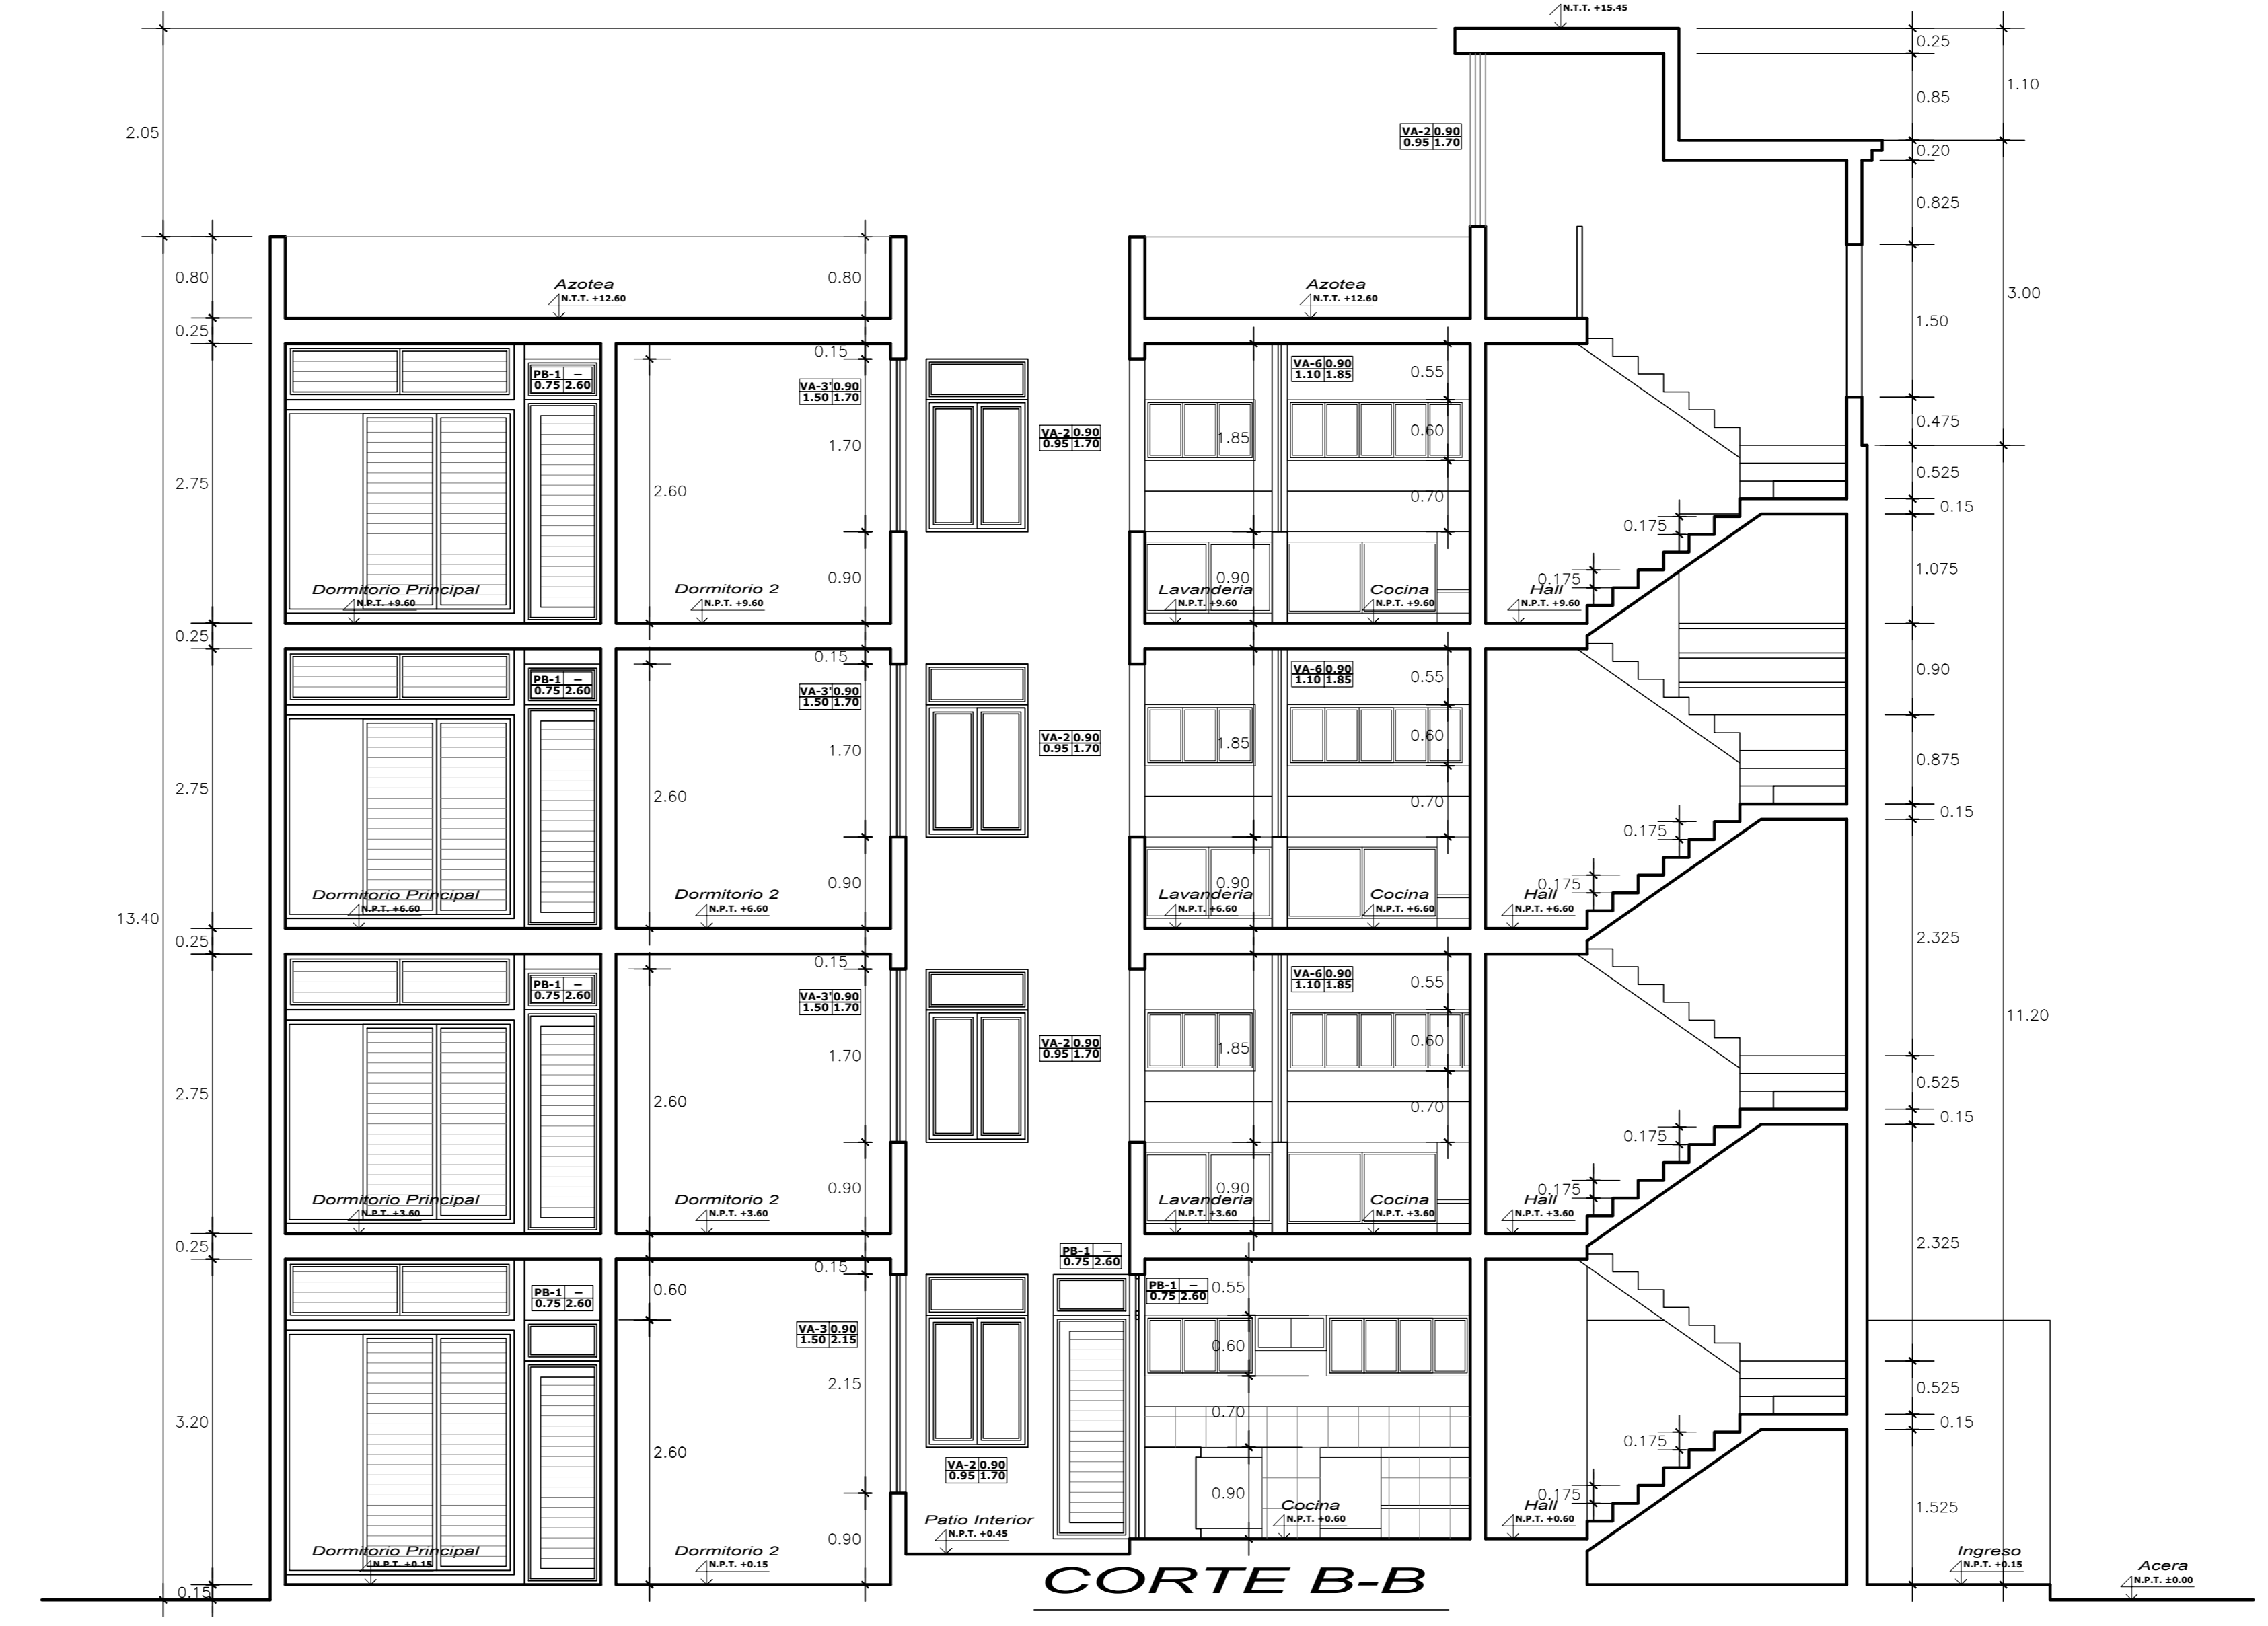 N.T.T. +15.45
0.25
1.10
0.85
2.05
VA-2 0.90
0.95 1.70
0.20
0.825
0.80
Azotea
N.T.T. +12.60
0.80
Azotea
N.T.T. +12.60
3.00
1.50
0.25
0.15
VA-6 0.90
1.10 1.85
0.55
PB-1 –
0.75 2.60
VA-3' 0.90
1.50 1.70
VA-2 0.90
0.95 1.70
1.85
0.60
0.475
1.70
0.525
2.75
2.60
0.70
0.15
0.175
1.075
Dormitorio Principal
N.P.T. +9.60
Dormitorio 2
N.P.T. +9.60
0.90
Lavanderia
N.P.T. +9.60
0.90
Cocina
N.P.T. +9.60
Hall
N.P.T. +9.60
0.175
0.25
0.15
VA-6 0.90
1.10 1.85
0.55
0.90
PB-1 –
0.75 2.60
VA-3' 0.90
1.50 1.70
VA-2 0.90
0.95 1.70
1.85
0.60
1.70
0.875
2.75
2.60
0.70
0.15
0.175
Dormitorio Principal
N.P.T. +6.60
Dormitorio 2
N.P.T. +6.60
0.90
Lavanderia
N.P.T. +6.60
0.90
Cocina
N.P.T. +6.60
Hall
N.P.T. +6.60
0.175
13.40
0.25
2.325
0.15
VA-6 0.90
1.10 1.85
0.55
PB-1 –
0.75 2.60
VA-3' 0.90
1.50 1.70
VA-2 0.90
0.95 1.70
1.85
0.60
11.20
1.70
0.525
2.75
2.60
0.70
0.15
0.175
Dormitorio Principal
N.P.T. +3.60
Dormitorio 2
N.P.T. +3.60
0.90
Lavanderia
N.P.T. +3.60
0.90
Cocina
N.P.T. +3.60
Hall
N.P.T. +3.60
0.175
0.25
2.325
PB-1 –
0.75 2.60
0.15
0.60
PB-1 –
0.75 2.60
PB-1 –
0.75 2.60
0.55
VA-3 0.90
1.50 2.15
0.60
2.15
0.525
3.20
0.70
0.15
2.60
0.175
VA-2 0.90
0.95 1.70
0.90
0.175
1.525
Cocina
N.P.T. +0.60
Hall
N.P.T. +0.60
Patio Interior
N.P.T. +0.45
0.90
Dormitorio Principal
N.P.T. +0.15
Dormitorio 2
N.P.T. +0.15
Ingreso
N.P.T. +0.15
Acera
N.P.T. ±0.00
0.15
CORTE B-B